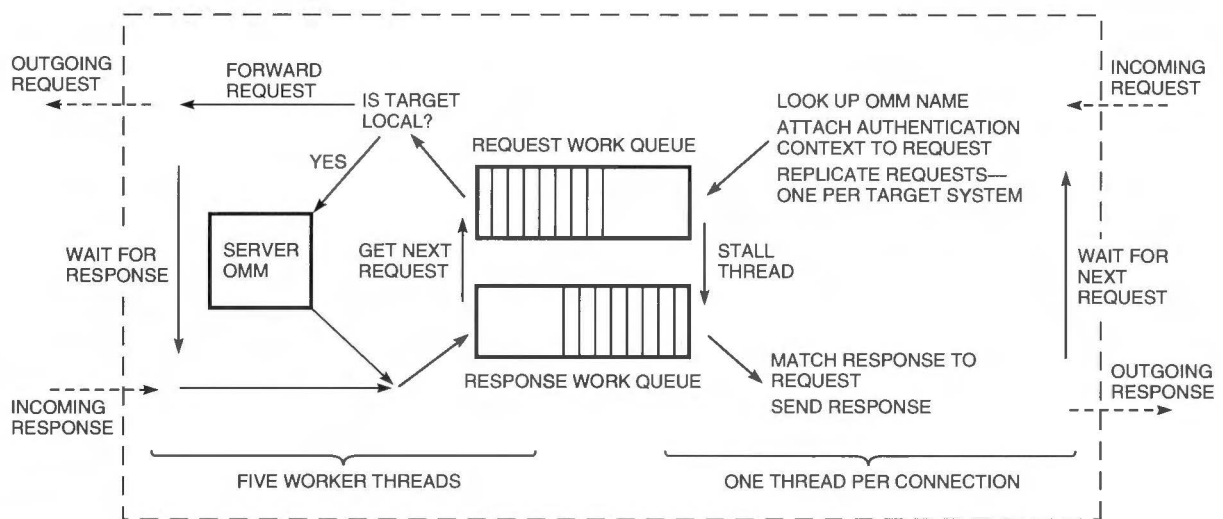 OUTGOING
REQUEST
FORWARD
REQUEST
IS TARGET
LOCAL?
YES
SERVER
OMM
WAIT FOR
RESPONSE
INCOMING
RESPONSE
GET NEXT
REQUEST
REQUEST WORK QUEUE
RESPONSE WORK QUEUE
STALL
THREAD
LOOK UP OMM NAME
ATTACH AUTHENTICATION
CONTEXT TO REQUEST
REPLICATE REQUESTS—
ONE PER TARGET SYSTEM
INCOMING
REQUEST
WAIT FOR
NEXT
REQUEST
MATCH RESPONSE TO
REQUEST
SEND RESPONSE
OUTGOING
RESPONSE
FIVE WORKER THREADS
ONE THREAD PER CONNECTION